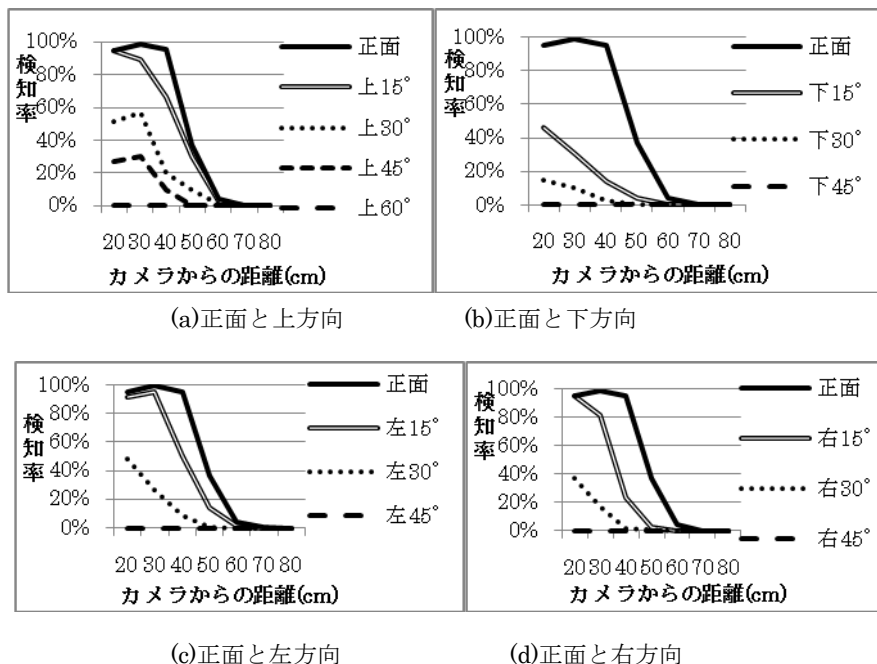 100%
80%
60%
40%
20%
0%
検知率
正面
上15°
上30°
上45°
上60°
20 30 40 50 60 70 80
カメラからの距離(cm)
(a)正面と上方向
100%
80%
60%
40%
20%
0%
検知率
正面
下15°
下30°
下45°
20 30 40 50 60 70 80
カメラからの距離(cm)
(b)正面と下方向
100%
80%
60%
40%
20%
0%
検知率
正面
左15°
左30°
左45°
20 30 40 50 60 70 80
カメラからの距離(cm)
(c)正面と左方向
100%
80%
60%
40%
20%
0%
検知率
正面
右15°
右30°
右45°
20 30 40 50 60 70 80
カメラからの距離(cm)
(d)正面と右方向